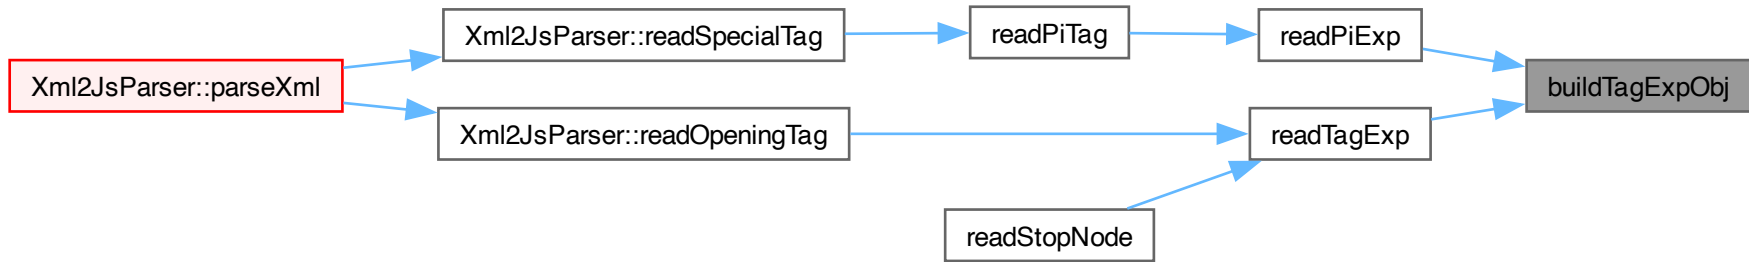 Xml2JsParser::readSpecialTag
readPiTag
readPiExp
Xml2JsParser::parseXml
buildTagExpObj
Xml2JsParser::readOpeningTag
readTagExp
readStopNode